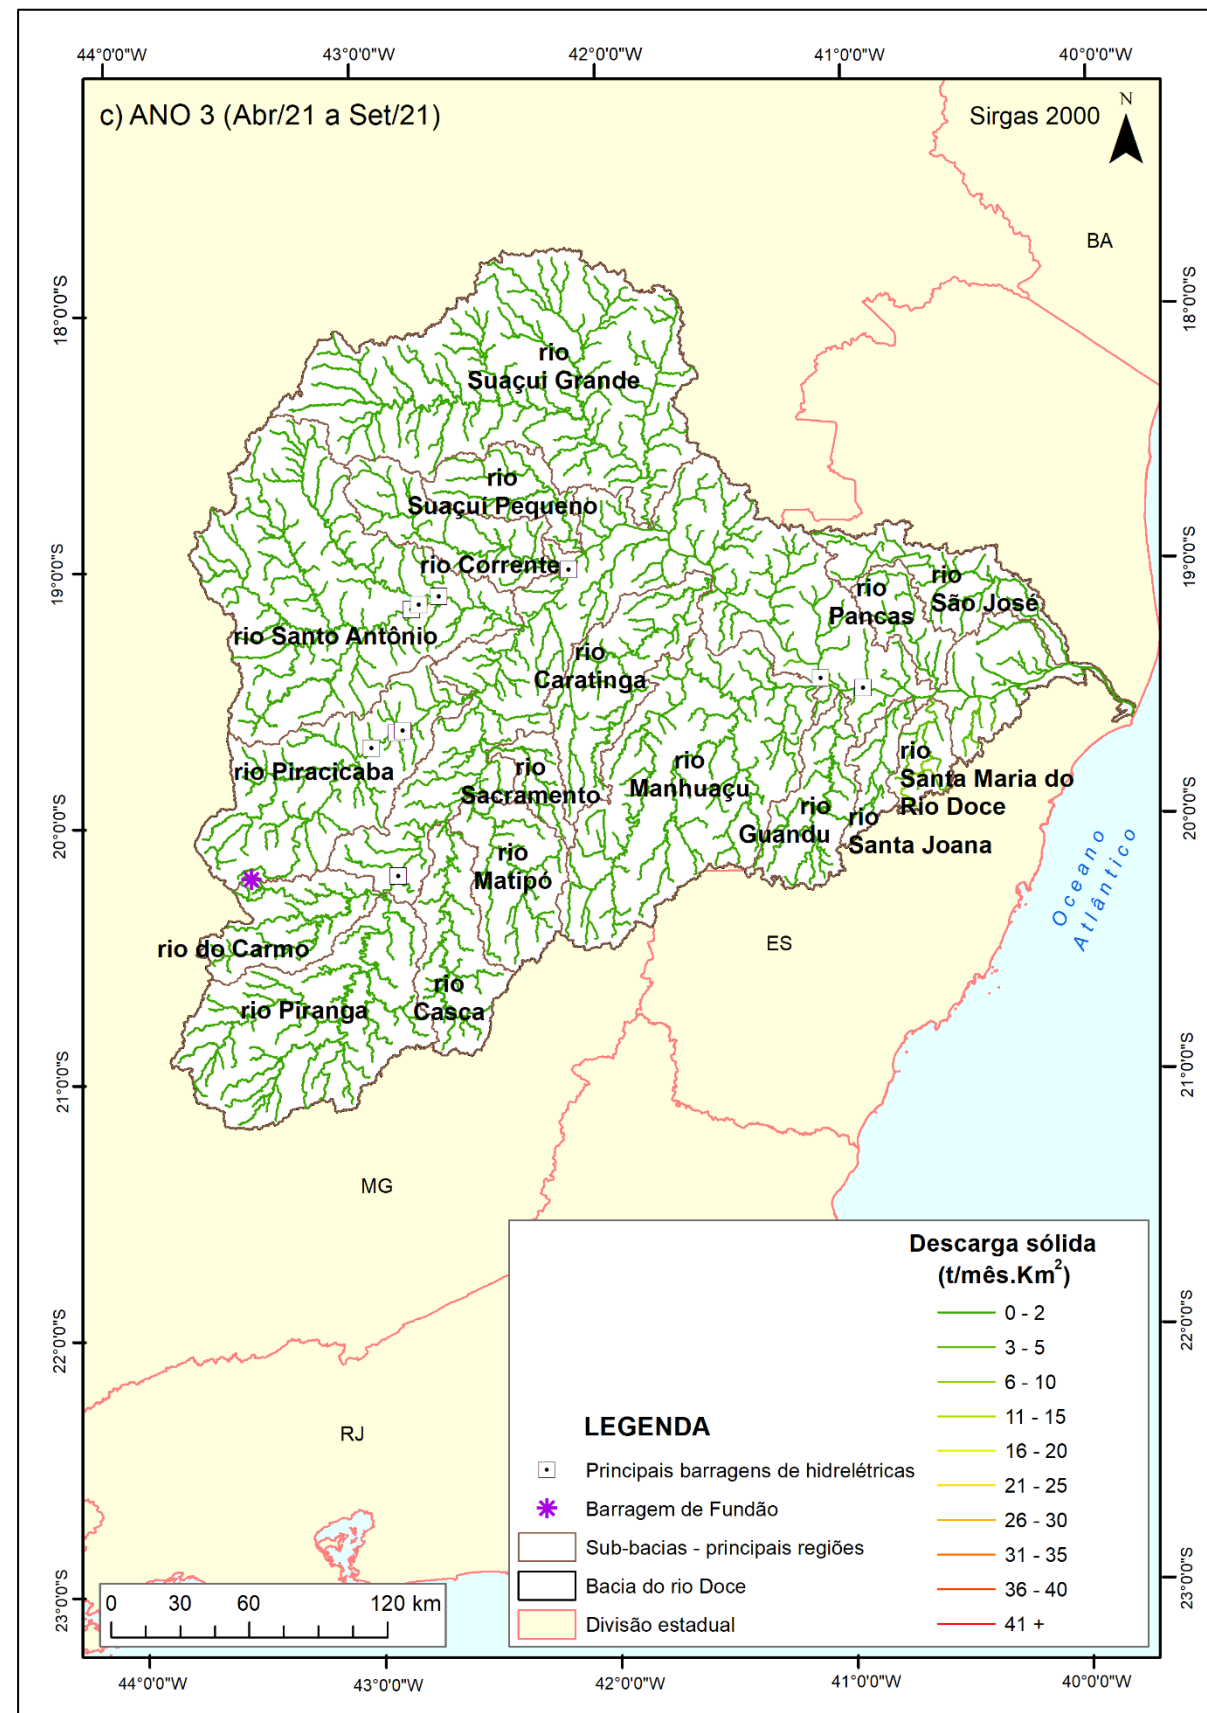 44°0'0"W 43°0'0"W 42°0'0"W 41°0'0"W 40°0'0"W
c) ANO 3 (Abr/21 a Set/21)
Sirgas 2000
N
BA
18°0'0"S
18°0'0"S
rio
Suaçui Grande
rio
Suaçuí Pequeno
rio Corrente
19°0'0"S
19°0'0"S
rio
São José
rio
Pancas
rio Santo Antônio
rio
Caratinga
rio
Santa Maria do
Rio Doce
rio
Manhuaçu
rio Piracicaba
rio
Sacramento
rio
Guandu
rio
Santa Joana
20°0'0"S
20°0'0"S
rio
Matipó
Oceano
Atlântico
rio do Carmo
ES
rio
Casca
rio Piranga
21°0'0"S
21°0'0"S
MG
22°0'0"S
22°0'0"S
RJ
23°0'0"S
23°0'0"S
Descarga sólida
(t/mês.Km²)
0 - 2
3 - 5
6 - 10
11 - 15
16 - 20
21 - 25
26 - 30
31 - 35
36 - 40
41 +
LEGENDA
Principais barragens de hidrelétricas
Barragem de Fundão
Sub-bacias - principais regiões
Bacia do rio Doce
Divisão estadual
0 30 60 120 km
44°0'0"W 43°0'0"W 42°0'0"W 41°0'0"W 40°0'0"W